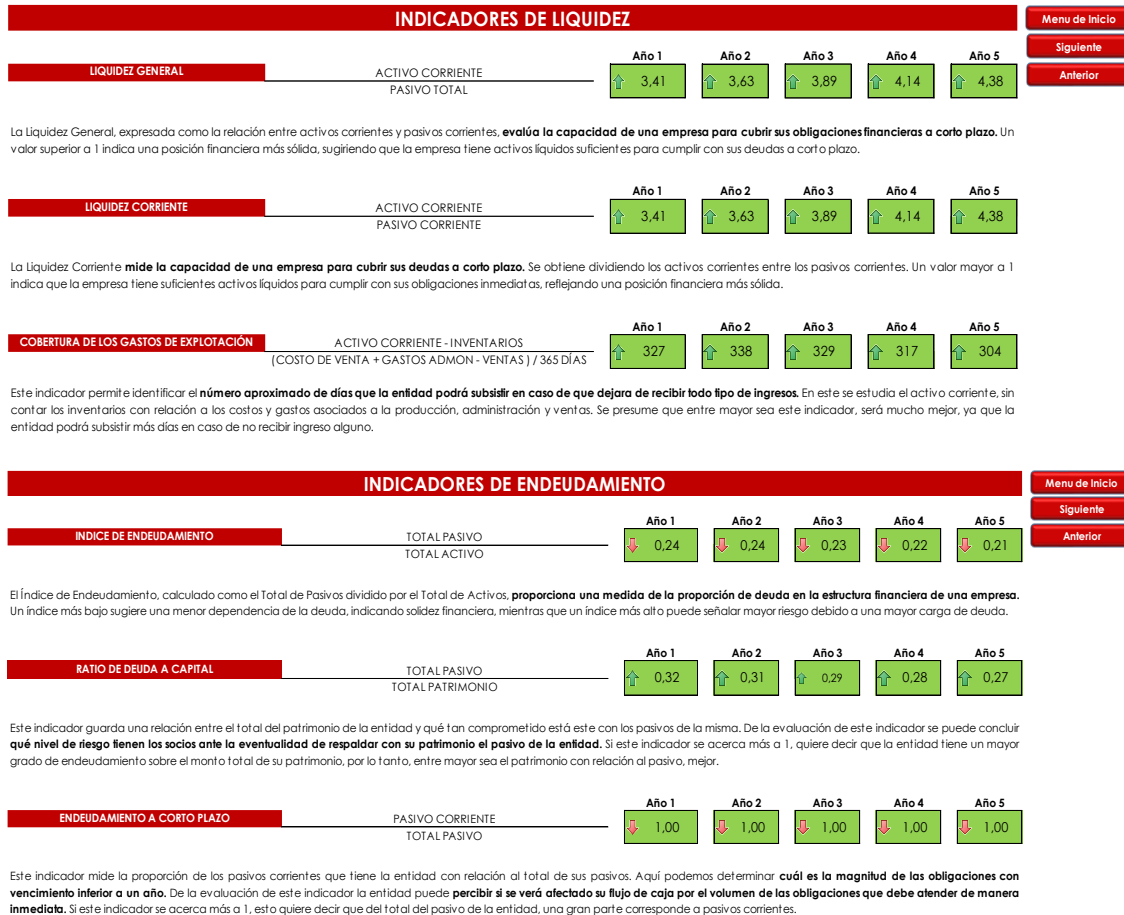 INDICADORES DE LIQUIDEZ
Menu de Inicio
Siguiente
Anterior
Año 1 Año 2 Año 3 Año 4 Año 5
LIQUIDEZ GENERAL
ACTIVO CORRIENTE
PASIVO TOTAL
3,41 3,63 3,89 4,14 4,38
La Liquidez General, expresada como la relación entre activos corrientes y pasivos corrientes, evalúa la capacidad de una empresa para cubrir sus obligaciones financieras a corto plazo. Un
valor superior a 1 indica una posición financiera más sólida, sugiriendo que la empresa tiene activos líquidos suficientes para cumplir con sus deudas a corto plazo.
Año 1 Año 2 Año 3 Año 4 Año 5
LIQUIDEZ CORRIENTE
ACTIVO CORRIENTE
PASIVO CORRIENTE
3,41 3,63 3,89 4,14 4,38
La Liquidez Corriente mide la capacidad de una empresa para cubrir sus deudas a corto plazo. Se obtiene dividiendo los activos corrientes entre los pasivos corrientes. Un valor mayor a 1
indica que la empresa tiene suficientes activos líquidos para cumplir con sus obligaciones inmediatas, reflejando una posición financiera más sólida.
Año 1 Año 2 Año 3 Año 4 Año 5
COBERTURA DE LOS GASTOS DE EXPLOTACIÓN
ACTIVO CORRIENTE - INVENTARIOS
(COSTO DE VENTA + GASTOS ADMON - VENTAS ) / 365 DÍAS
327 338 329 317 304
Este indicador permite identificar el número aproximado de días que la entidad podrá subsistir en caso de que dejara de recibir todo tipo de ingresos. En este se estudia el activo corriente, sin
contar los inventarios con relación a los costos y gastos asociados a la producción, administración y ventas. Se presume que entre mayor sea este indicador, será mucho mejor, ya que la
entidad podrá subsistir más días en caso de no recibir ingreso alguno.
INDICADORES DE ENDEUDAMIENTO
Menu de Inicio
Siguiente
Anterior
Año 1 Año 2 Año 3 Año 4 Año 5
INDICE DE ENDEUDAMIENTO
TOTAL PASIVO
TOTAL ACTIVO
0,24 0,24 0,23 0,22 0,21
El Índice de Endeudamiento, calculado como el Total de Pasivos dividido por el Total de Activos, proporciona una medida de la proporción de deuda en la estructura financiera de una empresa.
Un índice más bajo sugiere una menor dependencia de la deuda, indicando solidez financiera, mientras que un índice más alto puede señalar mayor riesgo debido a una mayor carga de deuda.
Año 1 Año 2 Año 3 Año 4 Año 5
RATIO DE DEUDA A CAPITAL
TOTAL PASIVO
TOTAL PATRIMONIO
0,32 0,31 0,29 0,28 0,27
Este indicador guarda una relación entre el total del patrimonio de la entidad y qué tan comprometido está este con los pasivos de la misma. De la evaluación de este indicador se puede concluir
qué nivel de riesgo tienen los socios ante la eventualidad de respaldar con su patrimonio el pasivo de la entidad. Si este indicador se acerca más a 1, quiere decir que la entidad tiene un mayor
grado de endeudamiento sobre el monto total de su patrimonio, por lo tanto, entre mayor sea el patrimonio con relación al pasivo, mejor.
Año 1 Año 2 Año 3 Año 4 Año 5
ENDEUDAMIENTO A CORTO PLAZO
PASIVO CORRIENTE
TOTAL PASIVO
1,00 1,00 1,00 1,00 1,00
Este indicador mide la proporción de los pasivos corrientes que tiene la entidad con relación al total de sus pasivos. Aquí podemos determinar cuál es la magnitud de las obligaciones con
vencimiento inferior a un año. De la evaluación de este indicador la entidad puede percibir si se verá afectado su flujo de caja por el volumen de las obligaciones que debe atender de manera
inmediata. Si este indicador se acerca más a 1, esto quiere decir que del total del pasivo de la entidad, una gran parte corresponde a pasivos corrientes.